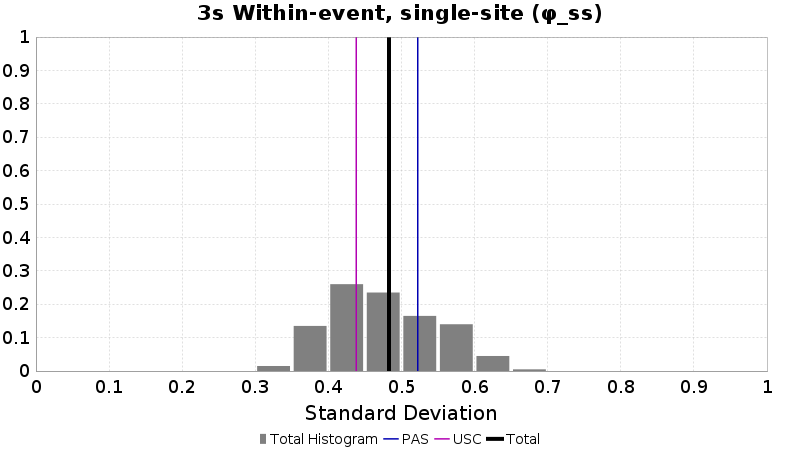 3s Within-event, single-site (φ_ss)
1
0.9
0.8
0.7
0.6
0.5
0.4
0.3
0.2
0.1
0
0 0.1 0.2 0.3 0.4 0.5 0.6 0.7 0.8 0.9 1
Standard Deviation
Total Histogram PAS USC Total